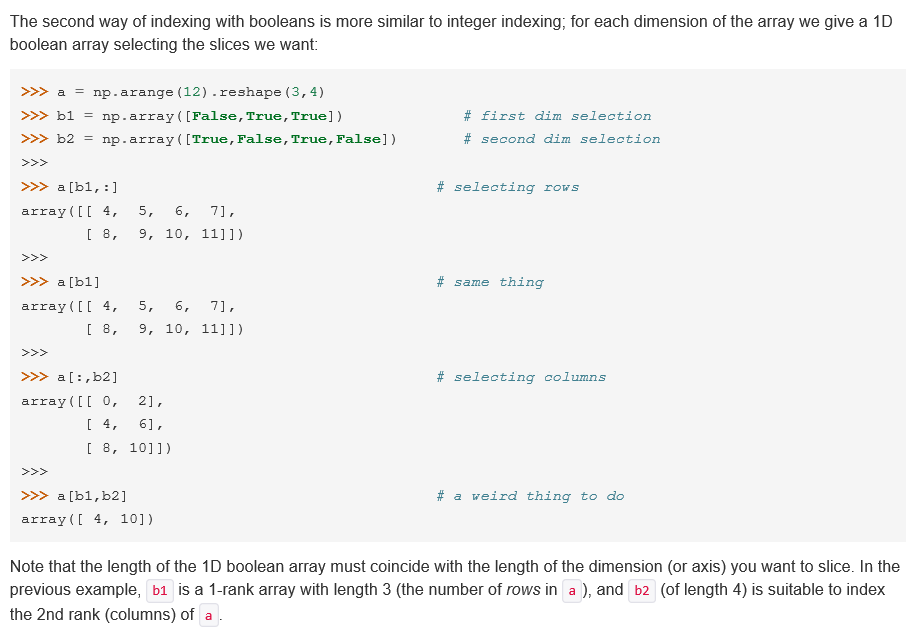 The second way of indexing with booleans is more similar to integer indexing; for each dimension of the array we give a 1D
boolean array selecting the slices we want:
>>> a = np.arange(12).reshape(3,4)
>>> b1 = np.array([False,True,True])             # first dim selection
>>> b2 = np.array([True,False,True,False])       # second dim selection
>>>
>>> a[b1,:]                                   # selecting rows
array([[ 4,  5,  6,  7],
       [ 8,  9, 10, 11]])
>>>
>>> a[b1]                                     # same thing
array([[ 4,  5,  6,  7],
       [ 8,  9, 10, 11]])
>>>
>>> a[:,b2]                                   # selecting columns
array([[ 0,  2],
       [ 4,  6],
       [ 8, 10]])
>>>
>>> a[b1,b2]                                  # a weird thing to do
array([ 4, 10])
Note that the length of the 1D boolean array must coincide with the length of the dimension (or axis) you want to slice. In the
previous example, b1 is a 1-rank array with length 3 (the number of rows in a), and b2 (of length 4) is suitable to index
the 2nd rank (columns) of a.